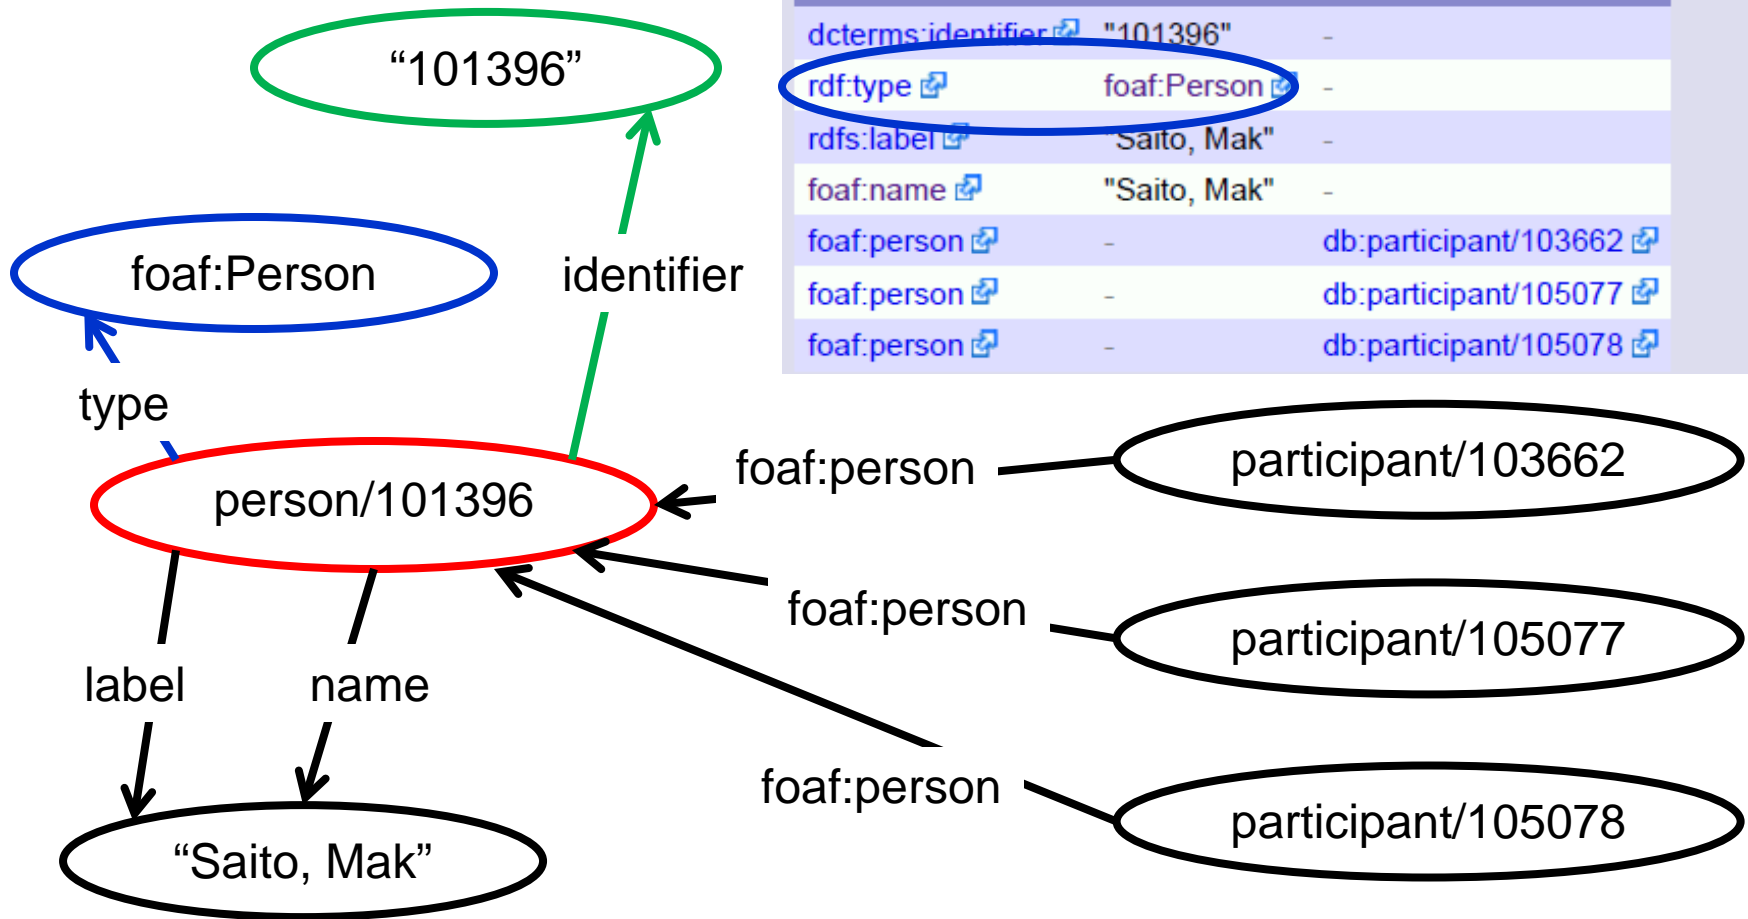 “101396”
dcterms:identifier "101396" -
rdf:type foaf:Person -
rdfs:label "Saito, Mak" -
foaf:name "Saito, Mak" -
foaf:person - db:participant/103662
foaf:person - db:participant/105077
foaf:person - db:participant/105078
foaf:Person
identifier
type
person/101396
foaf:person
participant/103662
foaf:person
participant/105077
label
name
foaf:person
participant/105078
“Saito, Mak”